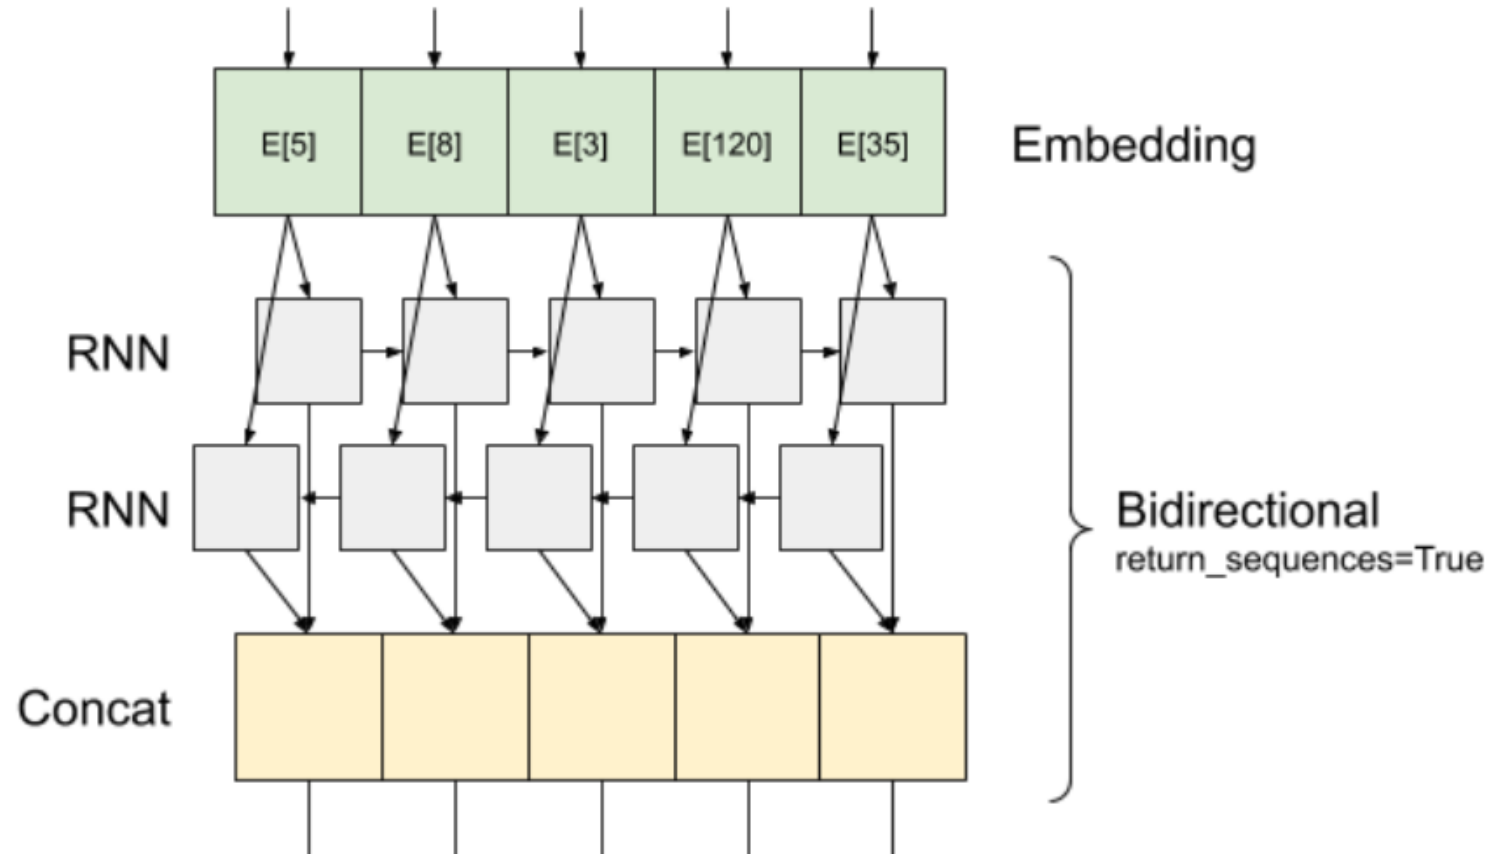 E[5]
E[8]
E[3]
E[120]
E[35]
Embedding
RNN
RNN
Bidirectional
return_sequences=True
Concat